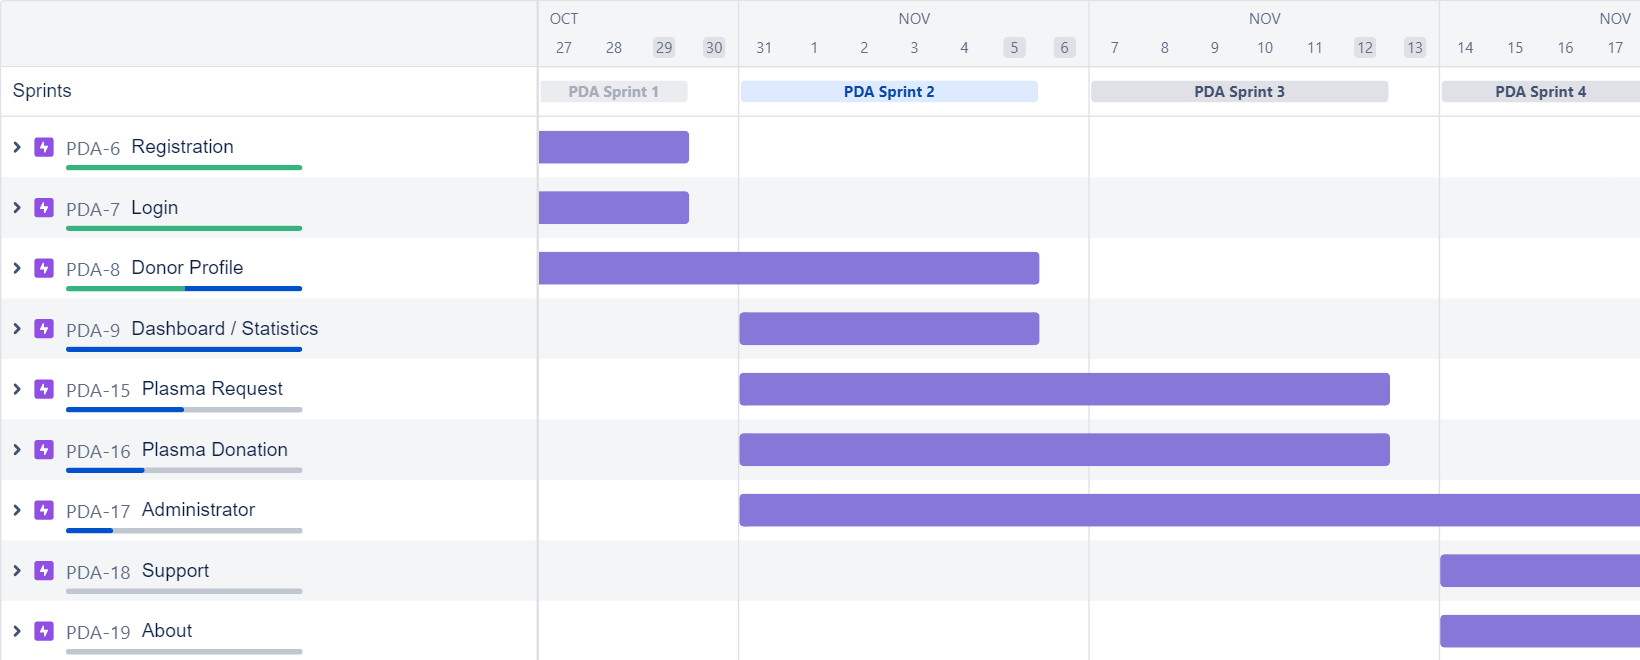 OCT NOV NOV NOV
27 28 29 30 31 1 2 3 4 5 6 7 8 9 10 11 12 13 14 15 16 17
Sprints PDA Sprint 1 PDA Sprint 2 PDA Sprint 3 PDA Sprint 4
PDA-6 Registration
PDA-7 Login
PDA-8 Donor Profile
PDA-9 Dashboard / Statistics
PDA-15 Plasma Request
PDA-16 Plasma Donation
PDA-17 Administrator
PDA-18 Support
PDA-19 About